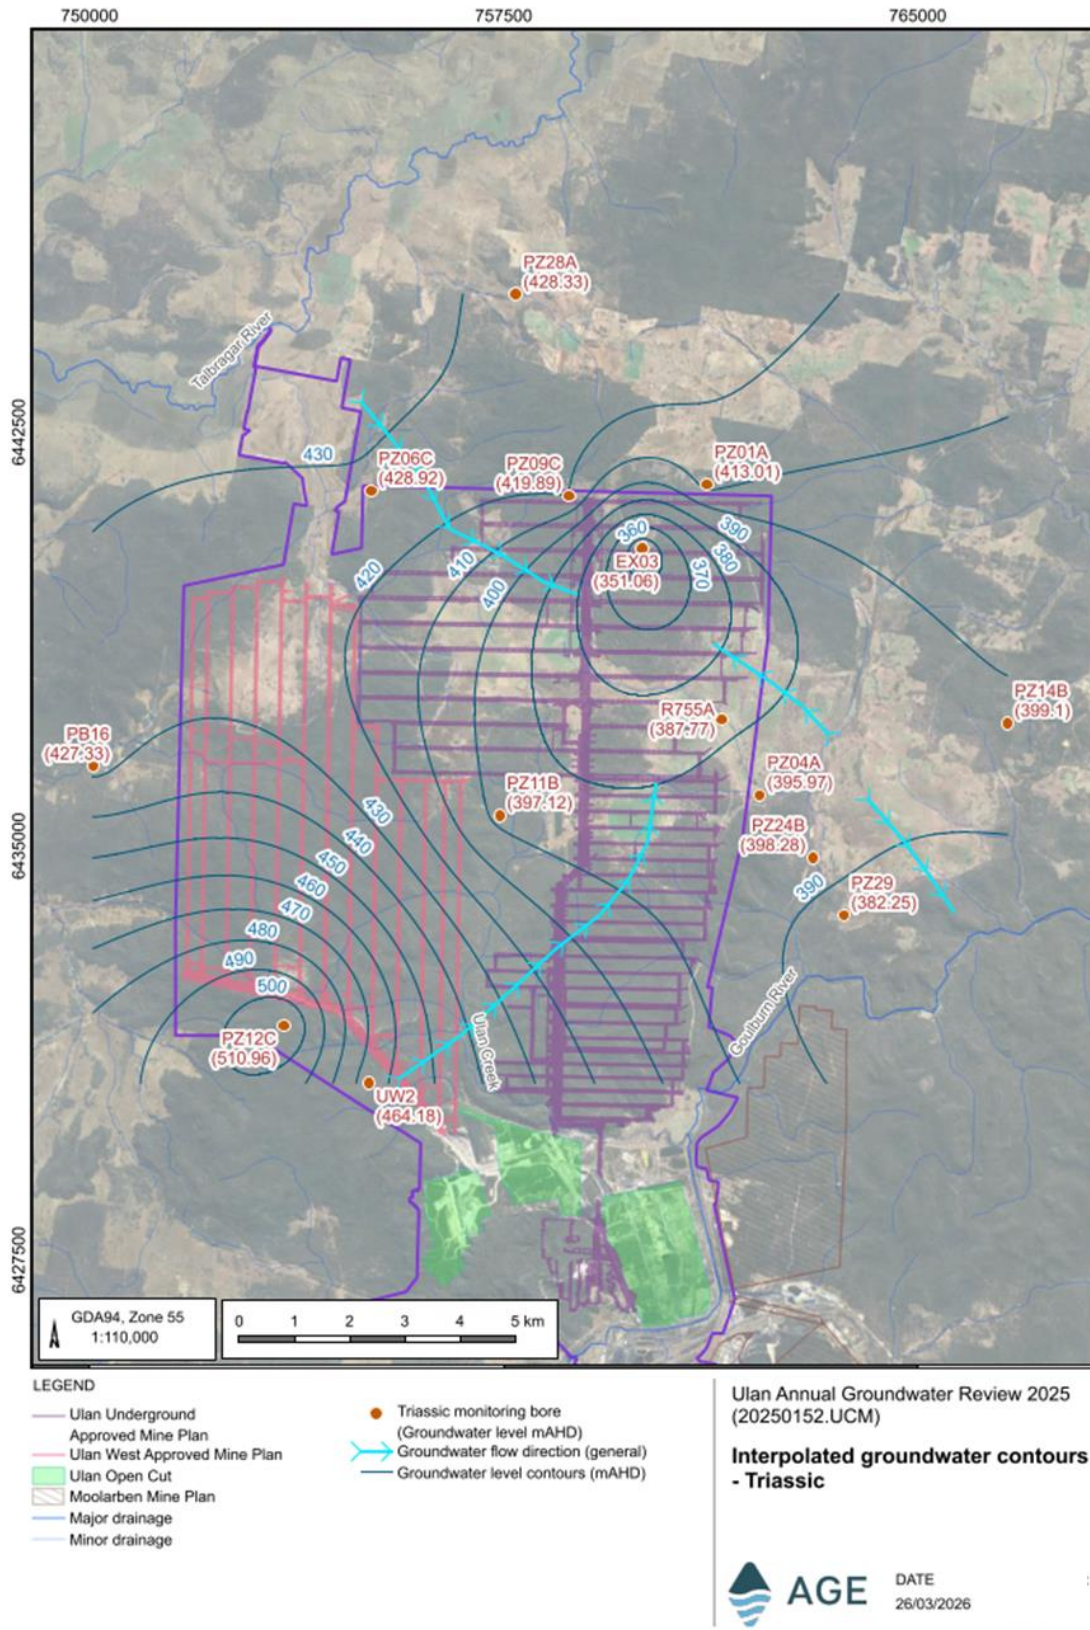 750000
757500
765000
PZ28A
(428.33)
Talbragar River
6442500
430
PZ06C
(428.92)
PZ09C
(419.89)
PZ01A
(413.01)
360
390
380
370
EX03
(351.06)
420
410
400
PB16
(427.33)
R755A
(387.77)
PZ14B
(399.1)
PZ04A
(395.97)
PZ11B
(397.12)
430
440
450
460
470
480
490
500
6435000
PZ24B
(398.28)
390
PZ29
(382.25)
PZ12C
(510.96)
Ulan Creek
Goulburn River
UW2
(464.18)
6427500
GDA94, Zone 55
1:110,000
0 1 2 3 4 5 km
LEGEND
Ulan Underground
Approved Mine Plan
Ulan West Approved Mine Plan
Ulan Open Cut
Moolarben Mine Plan
Major drainage
Minor drainage
Triassic monitoring bore
(Groundwater level mAHD)
Groundwater flow direction (general)
Groundwater level contours (mAHD)
Ulan Annual Groundwater Review 2025
(20250152.UCM)
Interpolated groundwater contours
- Triassic
AGE
DATE
26/03/2026